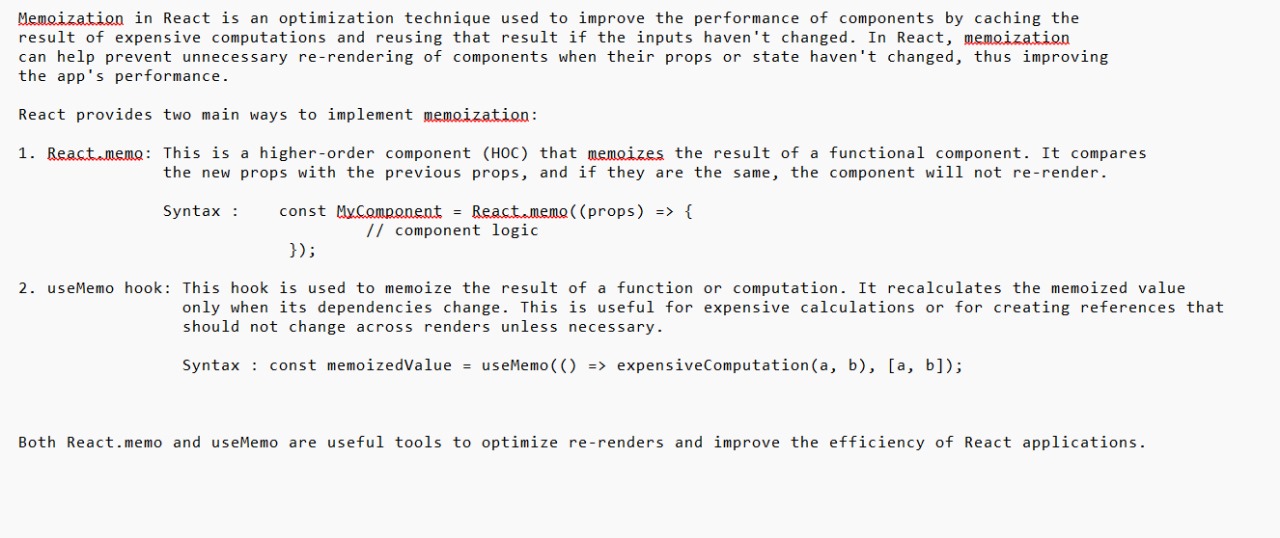 Memoization in React is an optimization technique used to improve the performance of components by caching the
result of expensive computations and reusing that result if the inputs haven't changed. In React, memoization
can help prevent unnecessary re-rendering of components when their props or state haven't changed, thus improving
the app's performance.
React provides two main ways to implement memoization:
1. React.memo: This is a higher-order component (HOC) that memoizes the result of a functional component. It compares
the new props with the previous props, and if they are the same, the component will not re-render.
Syntax : const MyComponent = React.memo((props) => {
// component logic
});
2. useMemo hook: This hook is used to memoize the result of a function or computation. It recalculates the memoized value
only when its dependencies change. This is useful for expensive calculations or for creating references that
should not change across renders unless necessary.
Syntax : const memoizedValue = useMemo(() => expensiveComputation(a, b), [a, b]);
Both React.memo and useMemo are useful tools to optimize re-renders and improve the efficiency of React applications.